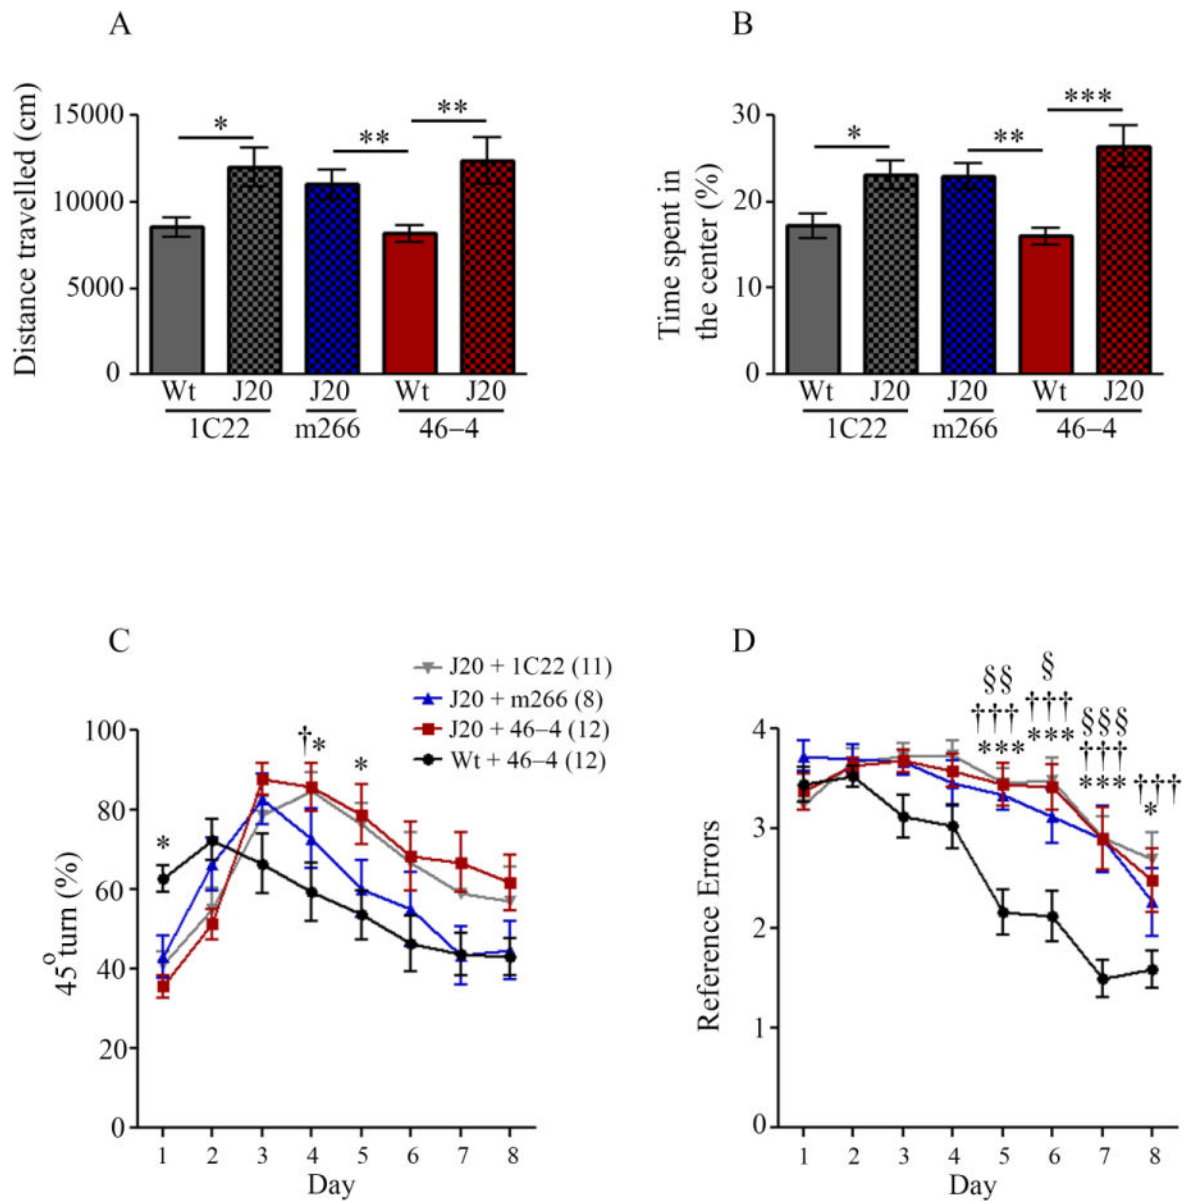 A
Distance travelled (cm)
15000
10000
5000
0
*
**
**
Wt J20 J20 Wt J20
1C22 m266 46–4
B
Time spent in
the center (%)
30
20
10
0
*
**
***
Wt J20 J20 Wt J20
1C22 m266 46–4
C
J20 + 1C22 (11)
J20 + m266 (8)
J20 + 46–4 (12)
Wt + 46–4 (12)
45° turn (%)
100
80
60
40
20
0
*
†*
*
1 2 3 4 5 6 7 8
Day
D
Reference Errors
4
3
2
1
0
§§
†††
***
§
†††
***
§§§
†††
***
†††
*
1 2 3 4 5 6 7 8
Day